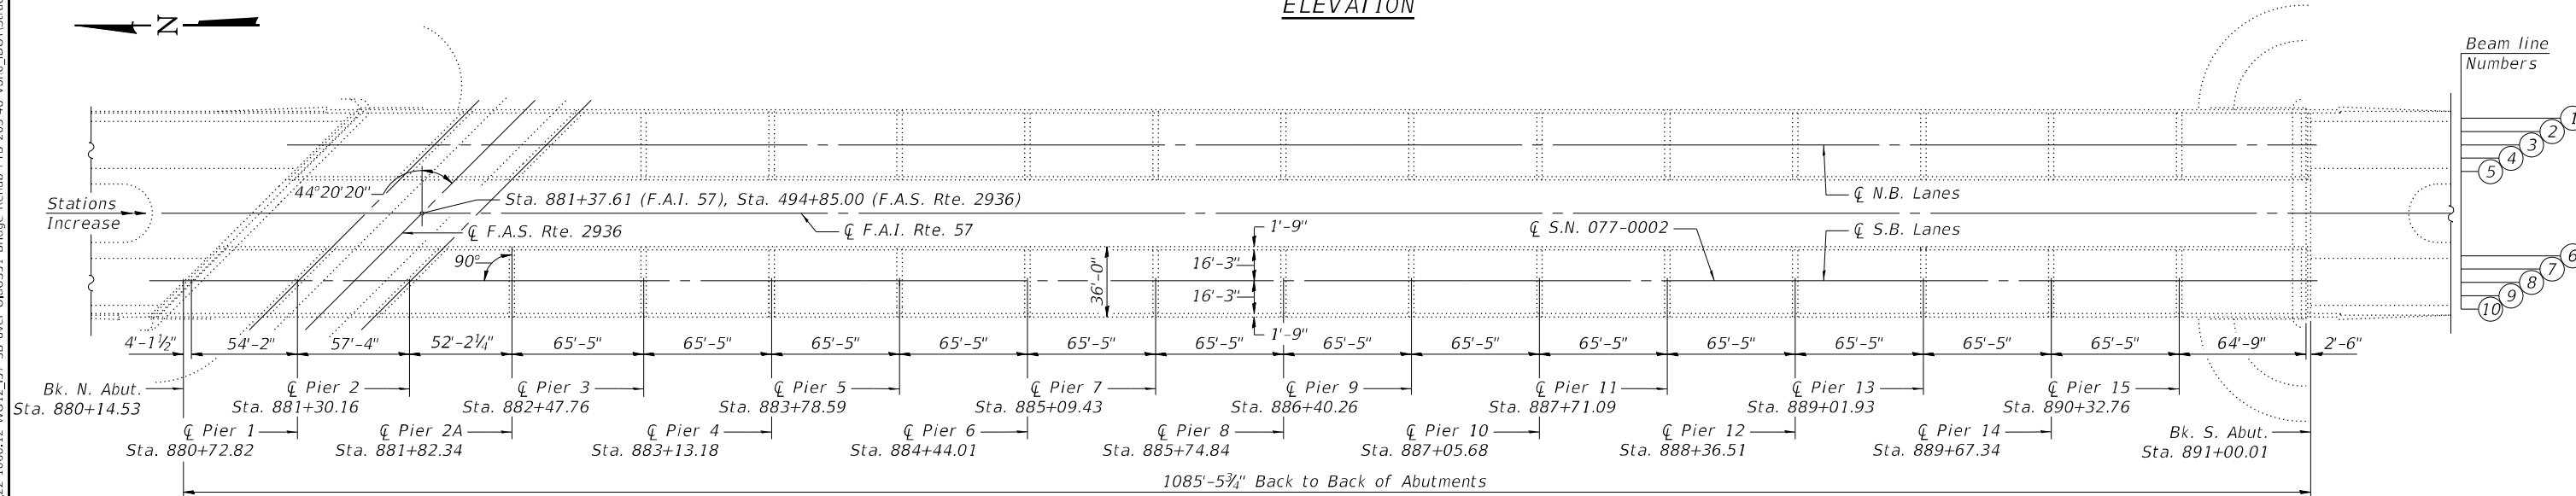 ELEVATION
N
Beam line
Numbers
1
2
3
4
5
44°20'20"
Stations
Increase
Sta. 881+37.61 (F.A.I. 57), Sta. 494+85.00 (F.A.S. Rte. 2936)
℄ N.B. Lanes
℄ F.A.S. Rte. 2936
℄ F.A.I. Rte. 57
1'-9"
℄ S.N. 077-0002
℄ S.B. Lanes
90°
16'-3"
36'-0"
16'-3"
1'-9"
6
7
8
9
10
4'-1½" 54'-2" 57'-4" 52'-2¼" 65'-5" 65'-5" 65'-5" 65'-5" 65'-5" 65'-5" 65'-5" 65'-5" 65'-5" 65'-5" 65'-5" 65'-5" 65'-5" 64'-9" 2'-6"
Bk. N. Abut.
Sta. 880+14.53
℄ Pier 2
Sta. 881+30.16
℄ Pier 3
Sta. 882+47.76
℄ Pier 5
Sta. 883+78.59
℄ Pier 7
Sta. 885+09.43
℄ Pier 9
Sta. 886+40.26
℄ Pier 11
Sta. 887+71.09
℄ Pier 13
Sta. 889+01.93
℄ Pier 15
Sta. 890+32.76
℄ Pier 1
Sta. 880+72.82
℄ Pier 2A
Sta. 881+82.34
℄ Pier 4
Sta. 883+13.18
℄ Pier 6
Sta. 884+44.01
℄ Pier 8
Sta. 885+74.84
℄ Pier 10
Sta. 887+05.68
℄ Pier 12
Sta. 888+36.51
℄ Pier 14
Sta. 889+67.34
Bk. S. Abut.
Sta. 891+00.01
1085'-5¾" Back to Back of Abutments